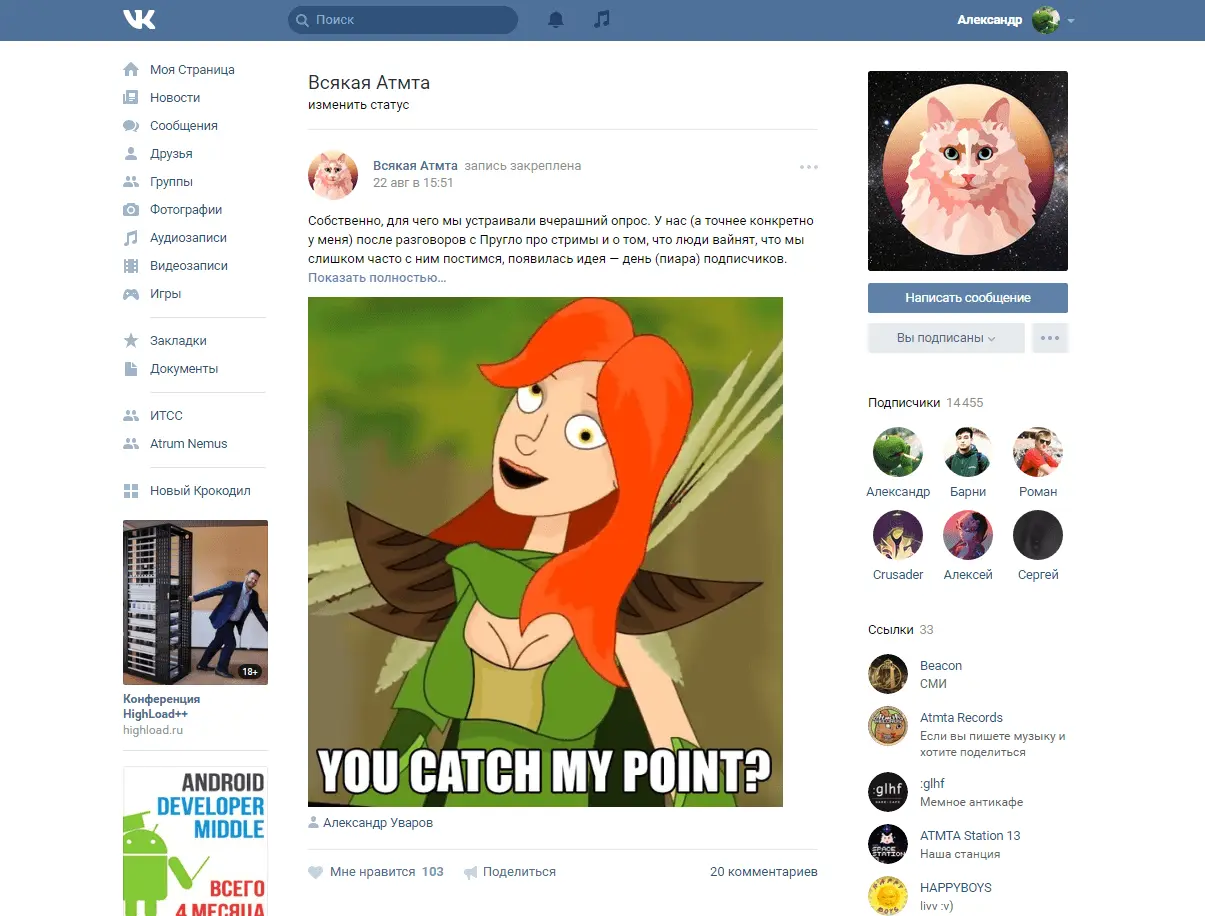 Поиск
Александр
Моя Страница
Новости
Сообщения
Друзья
Группы
Фотографии
Аудиозаписи
Видеозаписи
Игры
Закладки
Документы
ИТСС
Atrum Nemus
Новый Крокодил
18+
Конференция
HighLoad++
highload.ru
ANDROID
DEVELOPER
MIDDLE
ВСЕГО
4 МЕСЯЦА
Всякая Атмта
изменить статус
Всякая Атмта запись закреплена
22 авг в 15:51
Собственно, для чего мы устраивали вчерашний опрос. У нас (а точнее конкретно
у меня) после разговоров с Пругло про стримы и о том, что люди вайнят, что мы
слишком часто с ним постимся, появилась идея — день (пиара) подписчиков.
Показать полностью…
YOU CATCH MY POINT?
Александр Уваров
Мне нравится 103
Поделиться
20 комментариев
Написать сообщение
Вы подписаны
Подписчики 14 455
Александр
Барни
Роман
Crusader
Алексей
Сергей
Ссылки 33
Beacon
СМИ
Atmta Records
Если вы пишете музыку и
хотите поделиться
:glhf
:glhf
Мемное антикафе
SPACE
STATION
ATMTA Station 13
Наша станция
HAPPY
BOYS
HAPPYBOYS
livv :v)